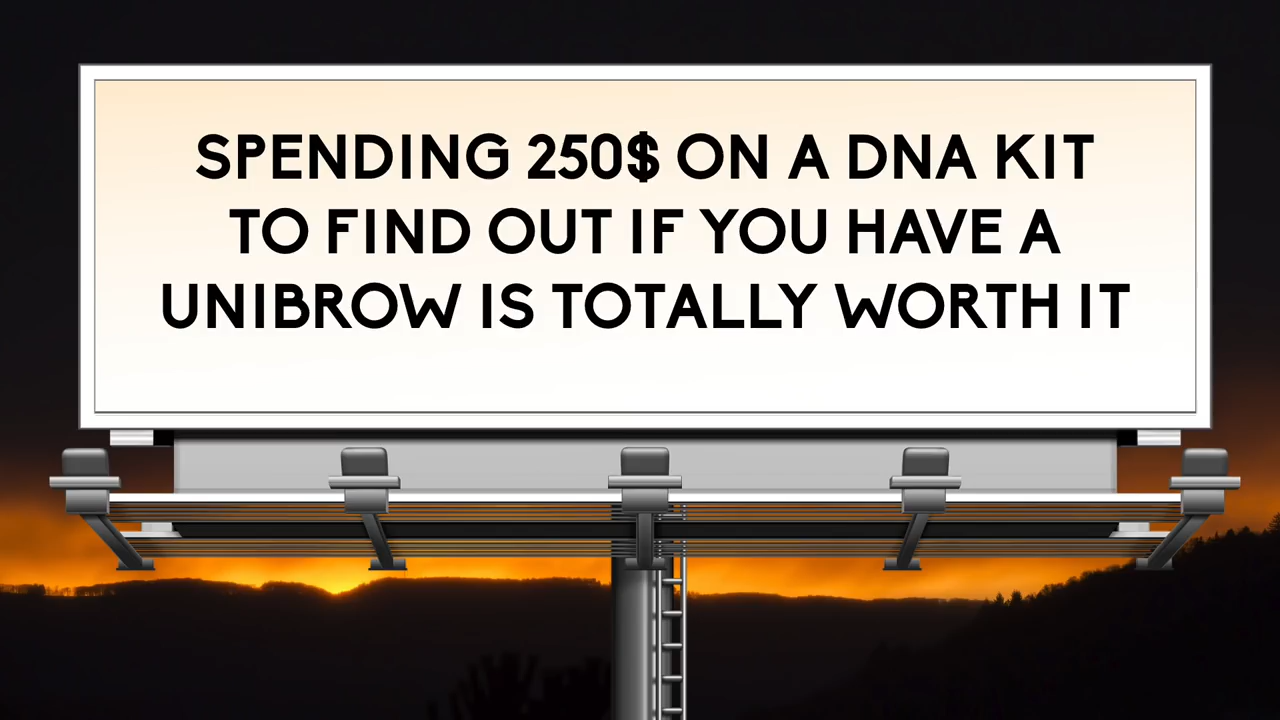 SPENDING 250$ ON A DNA KIT
TO FIND OUT IF YOU HAVE A
UNIBROW IS TOTALLY WORTH IT